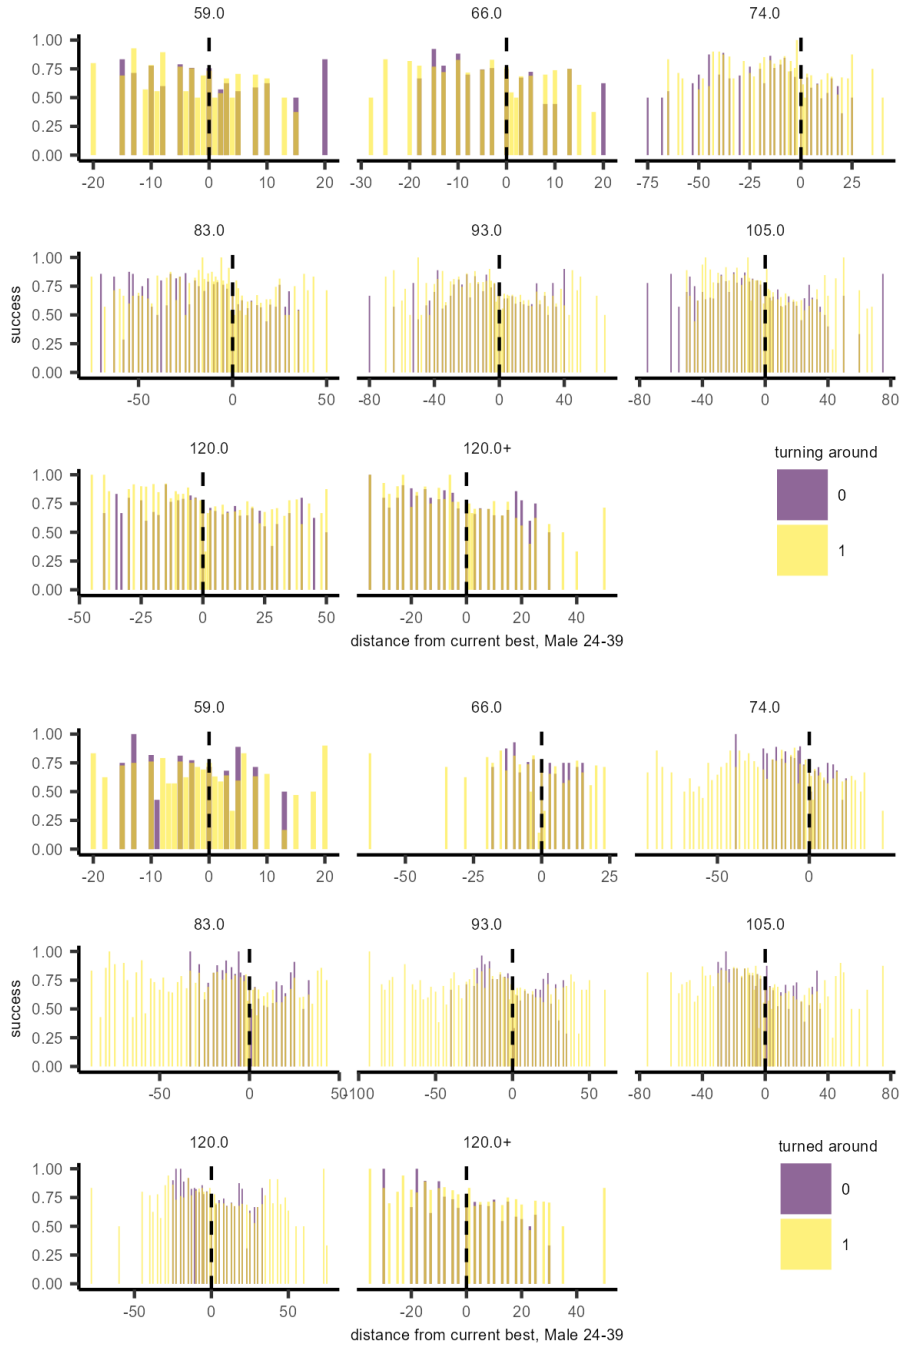 59.0 66.0 74.0
1.00
0.75
0.50
0.25
0.00
-20 -10 0 10 20 -30 -20 -10 0 10 20 -75 -50 -25 0 25
83.0 93.0 105.0
1.00
0.75
0.50
0.25
0.00
success
-50 0 50 -80 -40 0 40 -80 -40 0 40 80
120.0 120.0+
turning around
1.00
0.75
0.50
0.25
0.00
0
1
-50 -25 0 25 50 -20 0 20 40
distance from current best, Male 24-39
59.0 66.0 74.0
1.00
0.75
0.50
0.25
0.00
-20 -10 0 10 20 -50 -25 0 25 -50 0
83.0 93.0 105.0
1.00
0.75
0.50
0.25
0.00
success
-50 0 50 -100 -50 0 50 -80 -40 0 40 80
120.0 120.0+
turned around
1.00
0.75
0.50
0.25
0.00
0
1
-50 0 50 -20 0 20 40
distance from current best, Male 24-39